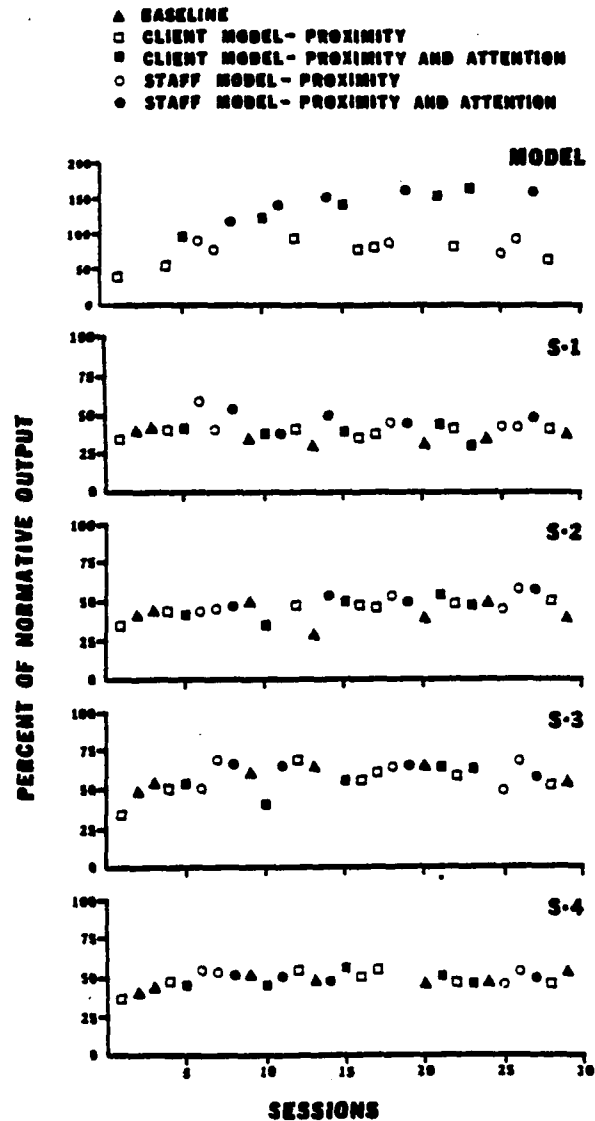 ▲ BASELINE
□ CLIENT MODEL- PROXIMITY
■ CLIENT MODEL- PROXIMITY AND ATTENTION
○ STAFF MODEL- PROXIMITY
● STAFF MODEL- PROXIMITY AND ATTENTION
MODEL
200
150
100
50
0
S-1
100
75
50
25
0
S-2
100
75
50
25
0
S-3
100
75
50
25
0
S-4
100
75
50
25
0
5 10 15 20 25 30
PERCENT OF NORMATIVE OUTPUT
SESSIONS